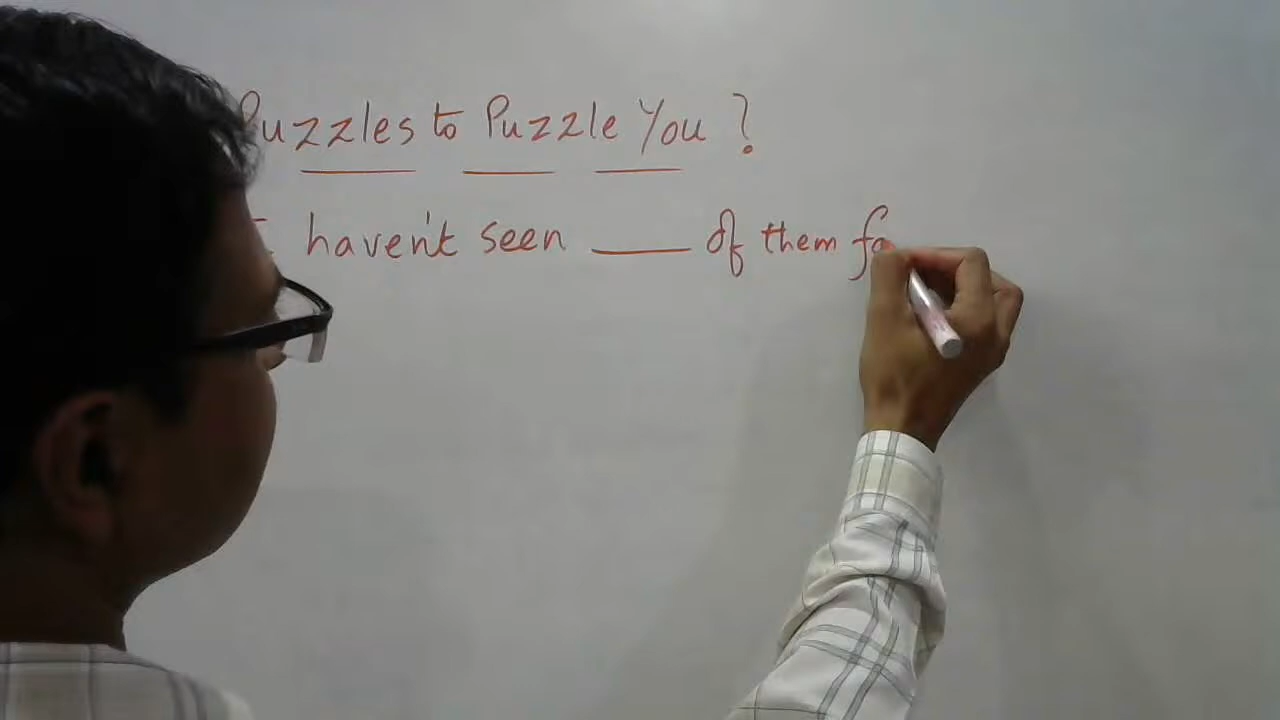 Puzzles to Puzzle You ?
I haven't seen ____ of them